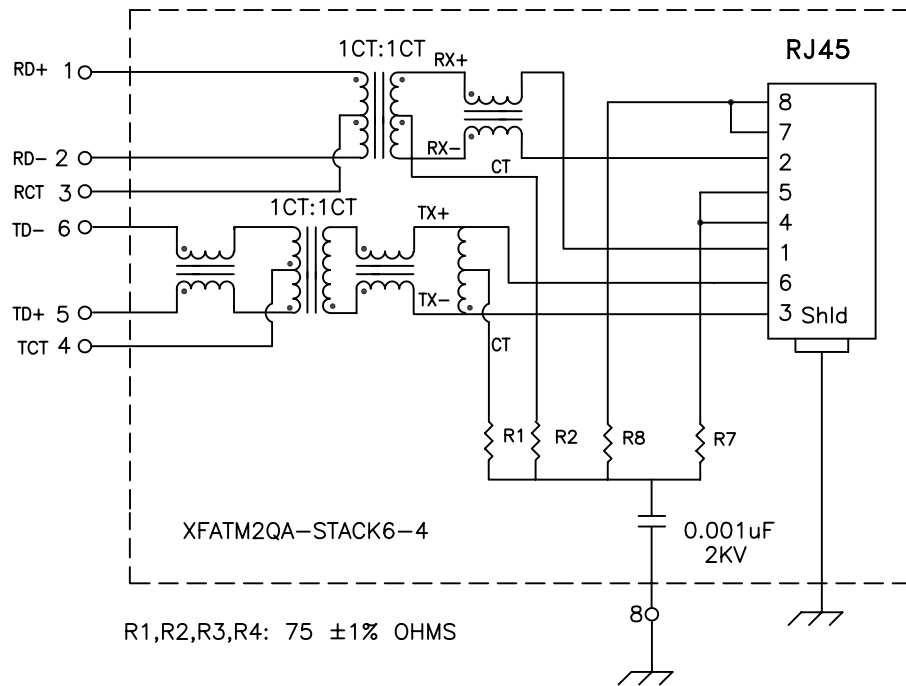 1CT:1CT
RX+
RJ45
RD+ 1
8
7
RX-
RD- 2
2
CT
RCT 3
5
1CT:1CT
TX+
TD- 6
4
1
6
TX-
TD+ 5
3 Shld
TCT 4
CT
R1
R2
R8
R7
XFATM2QA-STACK6-4
0.001uF
2KV
8
R1,R2,R3,R4: 75 ±1% OHMS